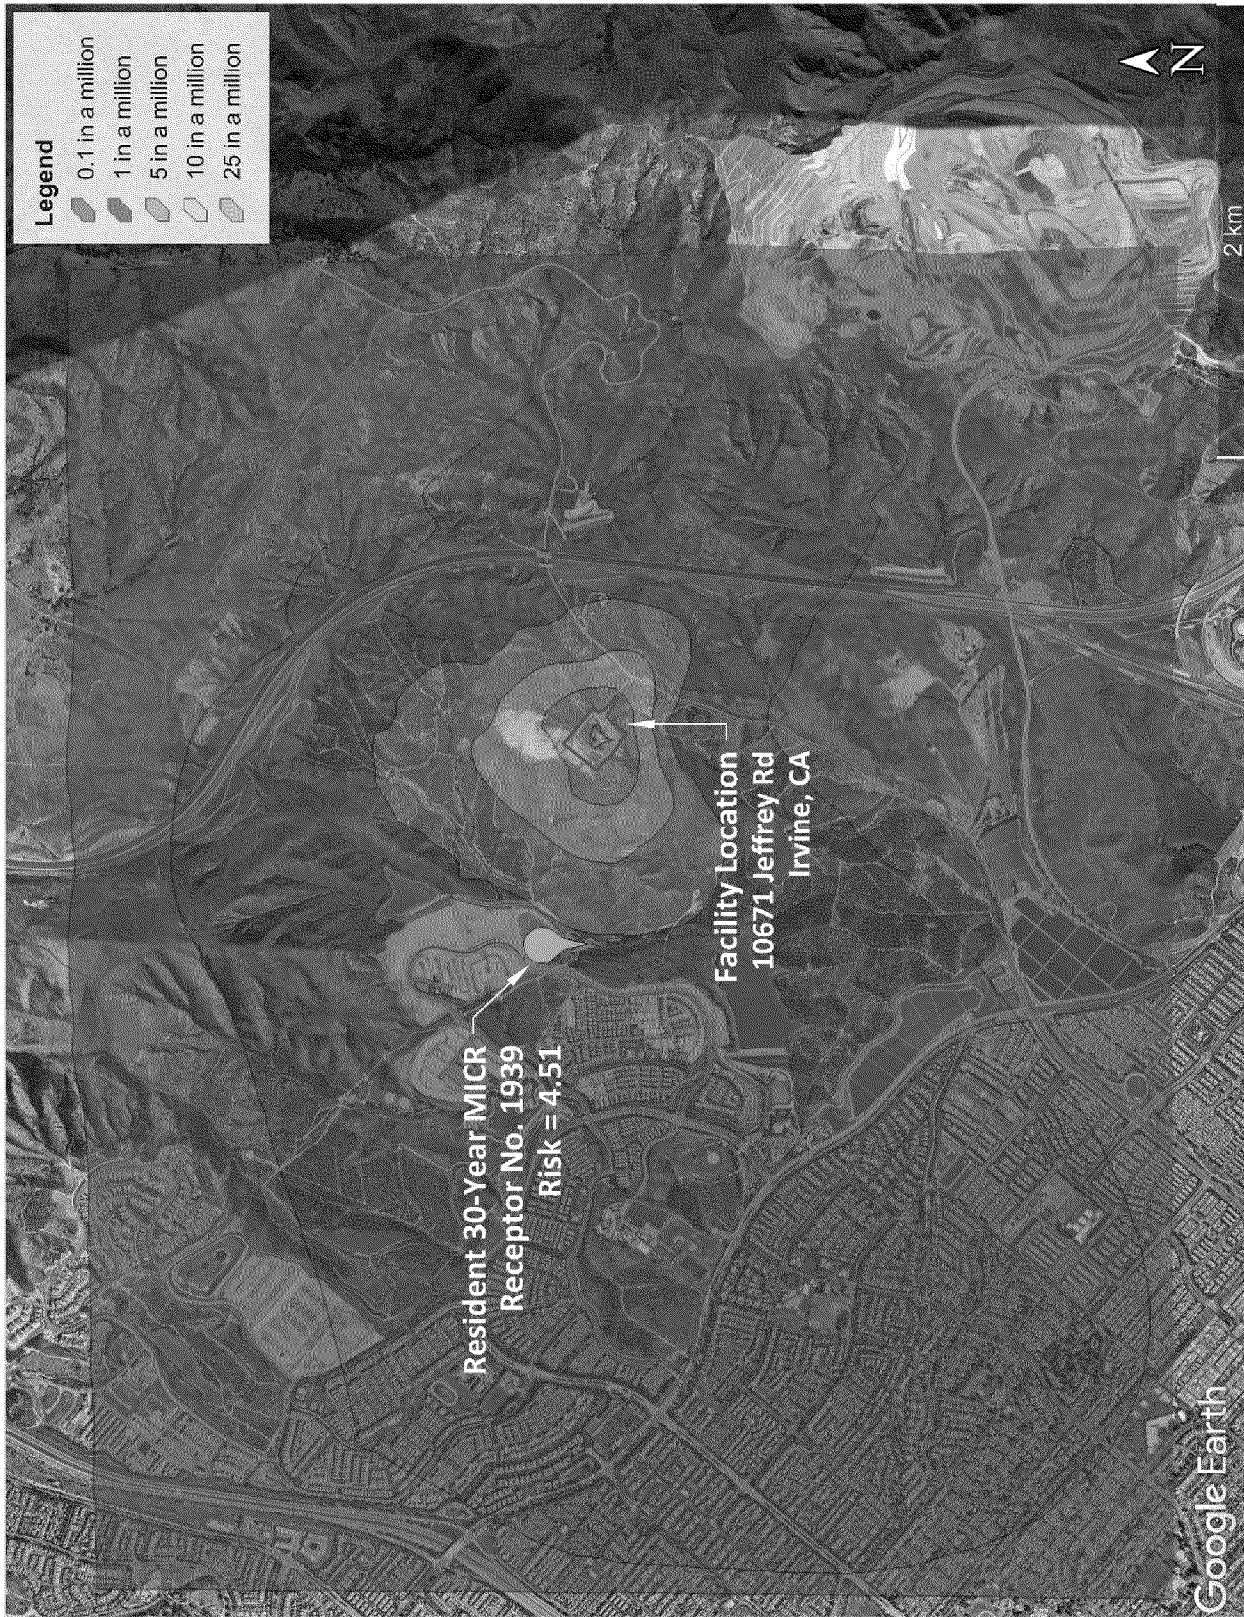 Legend
0.1 in a million
1 in a million
5 in a million
10 in a million
25 in a million
Resident 30-Year MICR
Receptor No. 1939
Risk = 4.51
Facility Location
10671 Jeffrey Rd
Irvine, CA
N
Google Earth
2 km